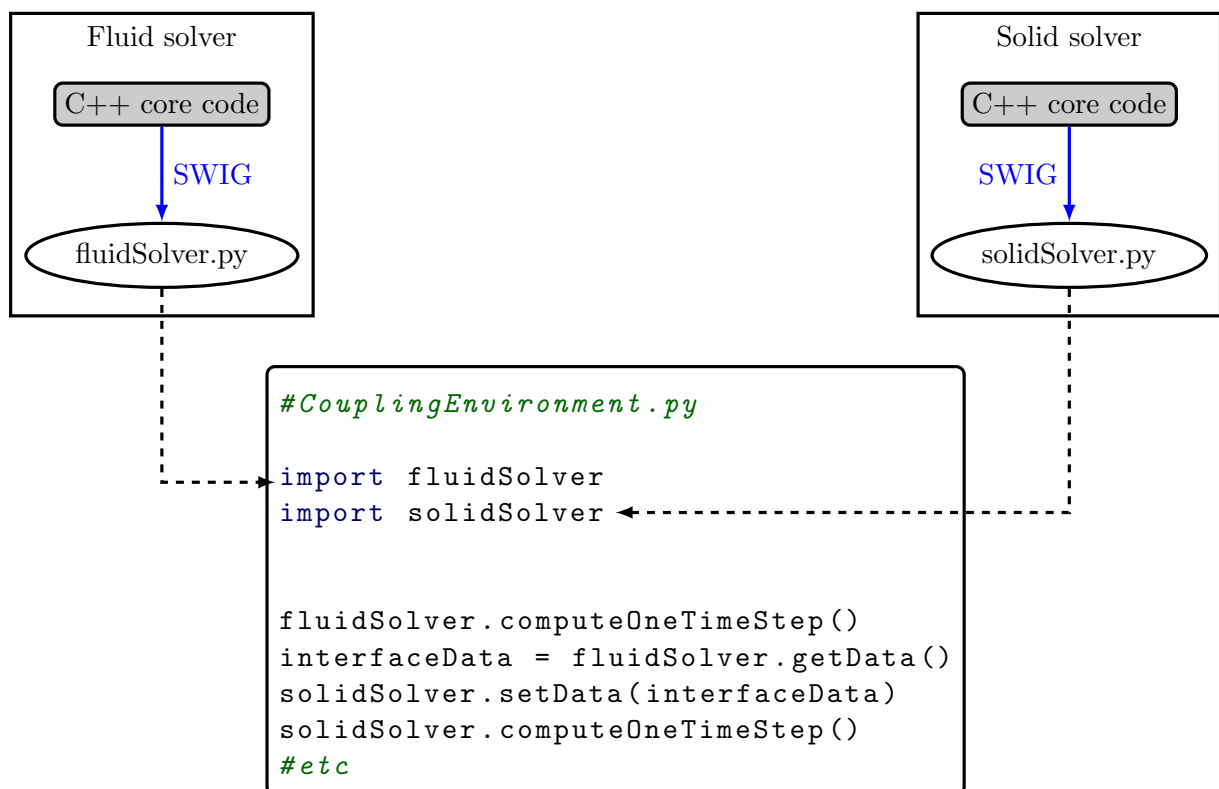 Fluid solver
C++ core code
SWIG
fluidSolver.py
Solid solver
C++ core code
SWIG
solidSolver.py
#CouplingEnvironment.py
import fluidSolver
import solidSolver
fluidSolver.computeOneTimeStep()
interfaceData = fluidSolver.getData()
solidSolver.setData(interfaceData)
solidSolver.computeOneTimeStep()
#etc